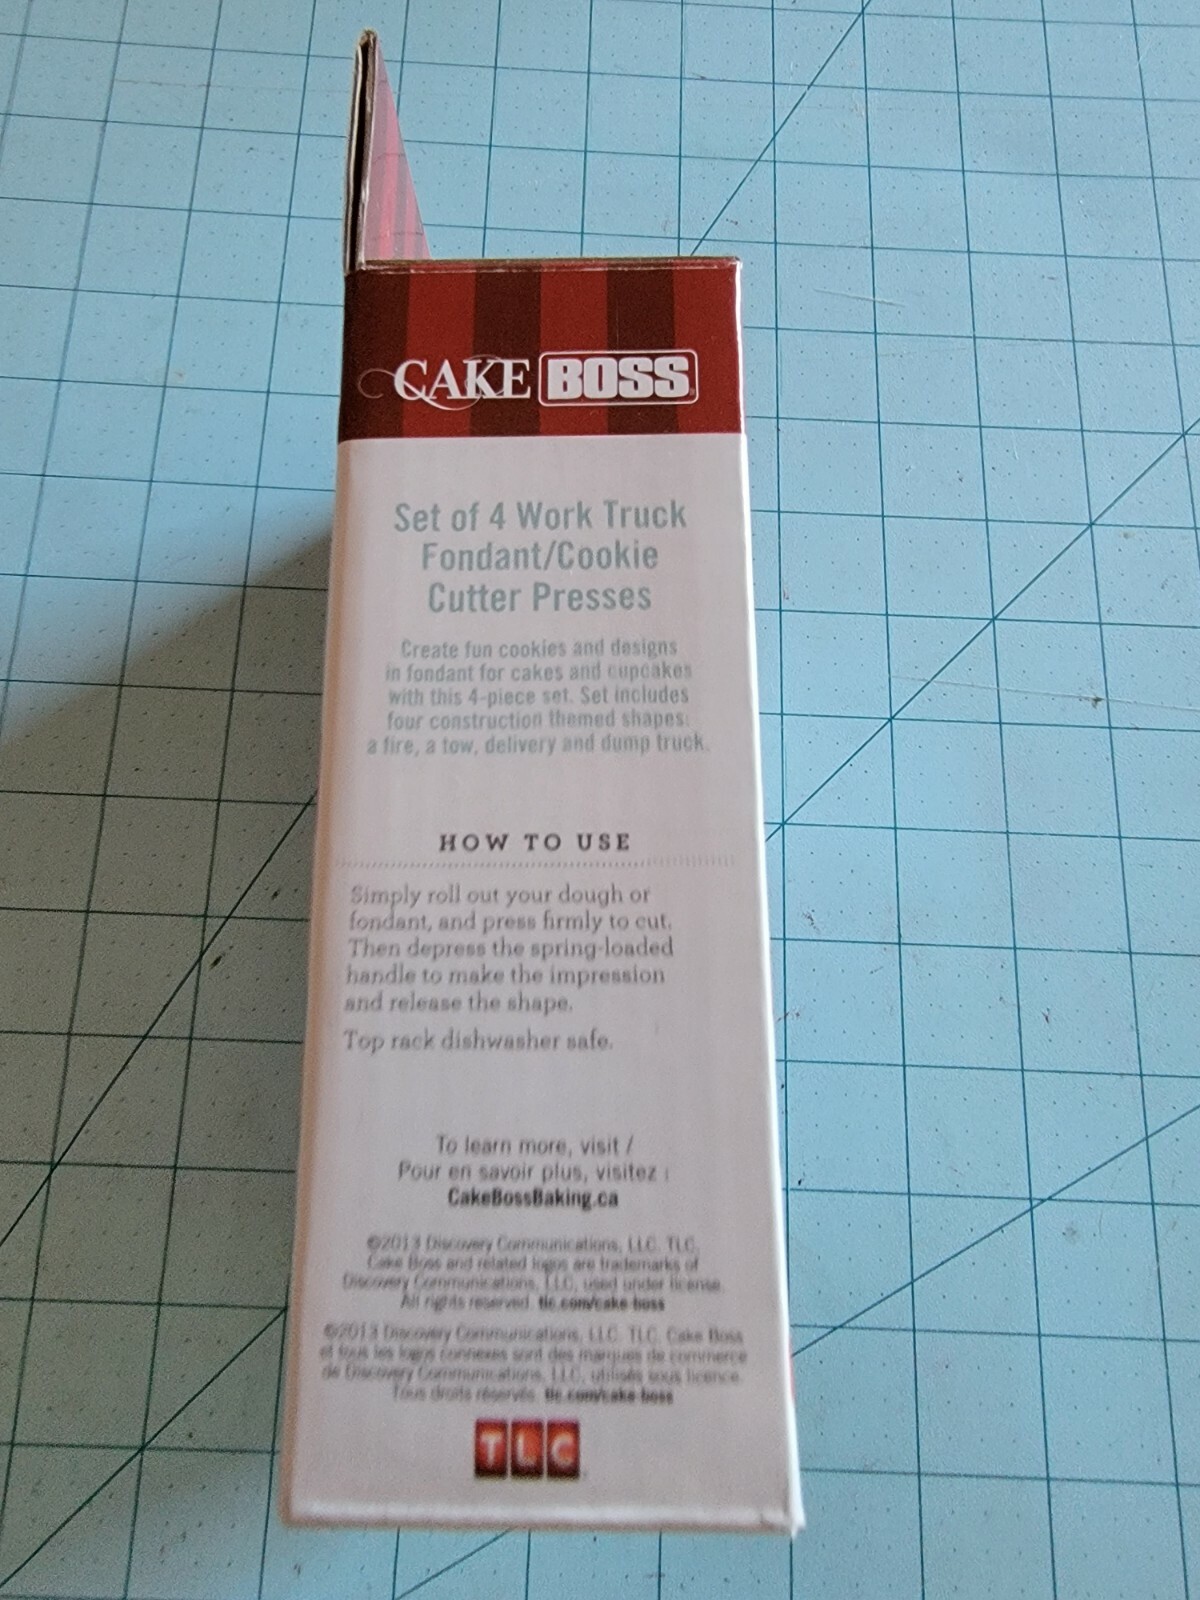 CAKE BOSS
Set of 4 Work Truck
Fondant/Cookie
Cutter Presses
Create fun cookies and designs
in fondant for cakes and cupcakes
with this 4-piece set. Set includes
four construction themed shapes:
a fire, a tow, delivery and dump truck.
HOW TO USE
Simply roll out your dough or
fondant, and press firmly to cut.
Then depress the spring-loaded
handle to make the impression
and release the shape.
Top rack dishwasher safe.
To learn more, visit /
Pour en savoir plus, visitez :
CakeBossBaking.ca
©2013 Discovery Communications, LLC. TLC,
Cake Boss and related logos are trademarks of
Discovery Communications, LLC, used under license.
All rights reserved. tlc.com/cake-boss
©2013 Discovery Communications, LLC. TLC, Cake Boss
et tous les logos connexes sont des marques de commerce
de Discovery Communications, LLC, utilisés sous licence.
Tous droits réservés. tlc.com/cake-boss
TLC